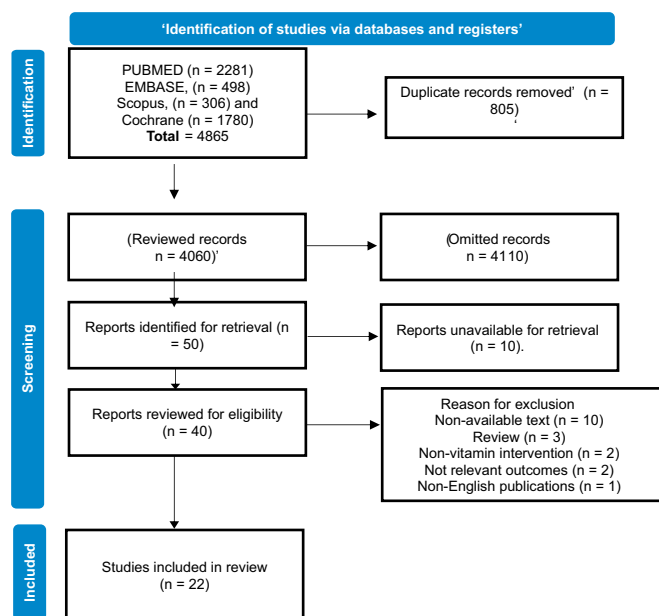 ‘Identification of studies via databases and registers’
Identification
PUBMED (n = 2281)
EMBASE, (n = 498)
Scopus, (n = 306) and
Cochrane (n = 1780)
Total = 4865
Duplicate records removed’ (n =
805)
‘
Screening
(Reviewed records
n = 4060)’
(Omitted records
n = 4110)
Reports identified for retrieval (n
= 50)
Reports unavailable for retrieval
(n = 10).
Reports reviewed for eligibility
(n = 40)
Reason for exclusion
Non-available text (n = 10)
Review (n = 3)
Non-vitamin intervention (n = 2)
Not relevant outcomes (n = 2)
Non-English publications (n = 1)
Included
Studies included in review
(n = 22)